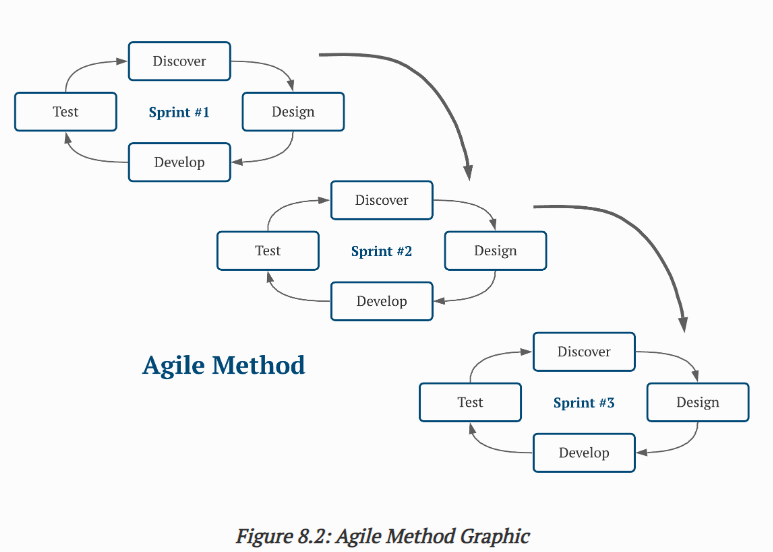 Discover
Test
Sprint #1
Design
Develop
Discover
Test
Sprint #2
Design
Develop
Agile Method
Discover
Test
Sprint #3
Design
Develop
Figure 8.2: Agile Method Graphic